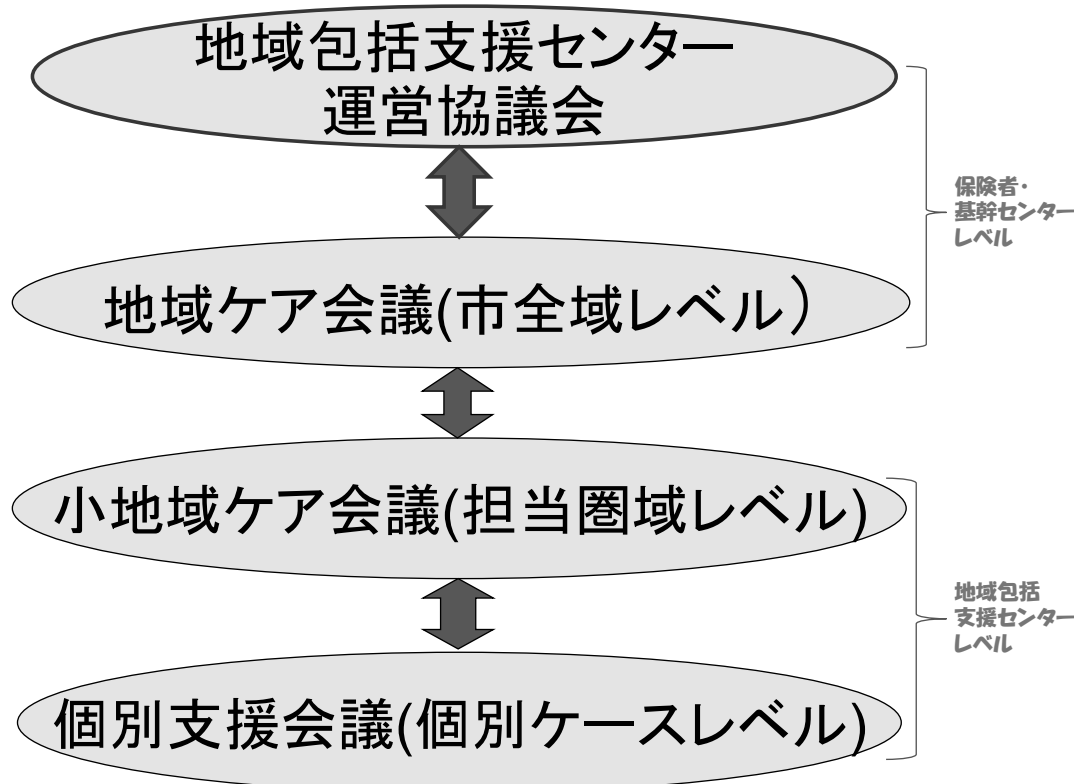 地域包括支援センター
運営協議会
保険者・
基幹センター
レベル
地域ケア会議(市全域レベル）
小地域ケア会議(担当圏域レベル)
地域包括
支援センター
レベル
個別支援会議(個別ケースレベル)